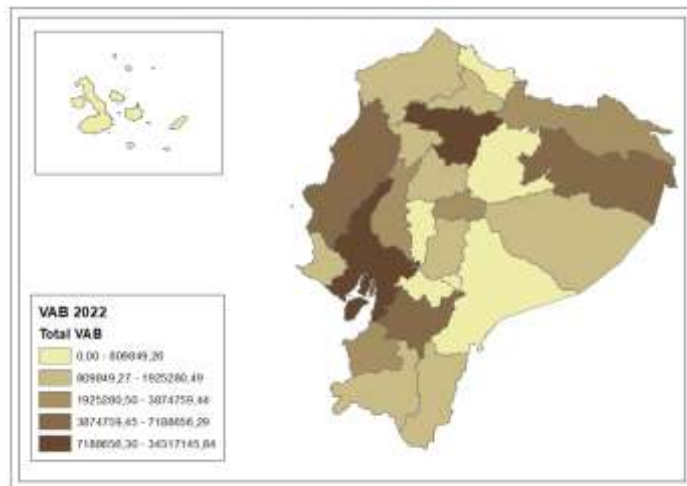 VAB 2022
Total VAB
0,00 - 809849,26
809849,27 - 1925280,49
1925280,50 - 3874759,44
3874759,45 - 7188656,29
7188656,30 - 34317145,84